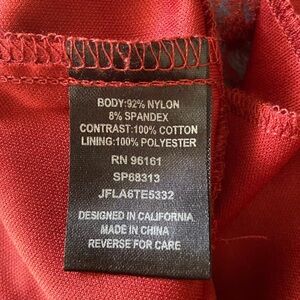 BODY:92% NYLON
8% SPANDEX
CONTRAST:100% COTTON
LINING:100% POLYESTER
RN 96161
SP68313
JFLA6TE5332
DESIGNED IN CALIFORNIA
MADE IN CHINA
REVERSE FOR CARE